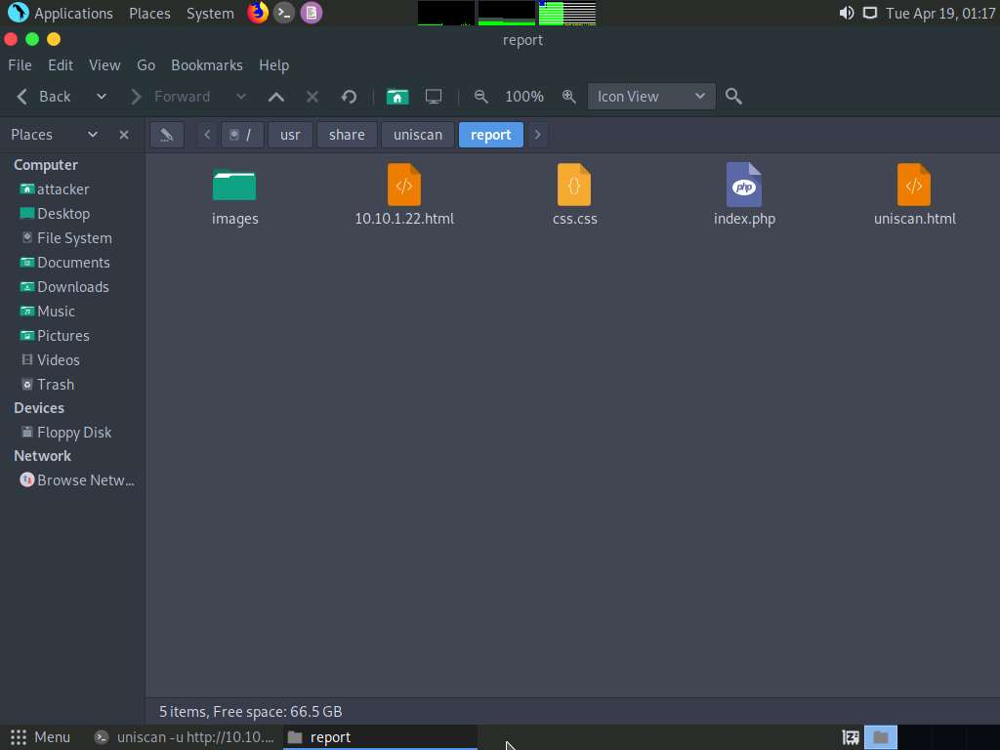 Applications Places System Tue Apr 19, 01:17
report
File Edit View Go Bookmarks Help
Back Forward 100% Icon View
Places / usr share uniscan report
Computer
attacker
Desktop
File System
Documents
Downloads
Music
Pictures
Videos
Trash
Devices
Floppy Disk
Network
Browse Netw...
images 10.10.1.22.html css.css index.php uniscan.html
php
5 items, Free space: 66.5 GB
Menu uniscan -u http://10.10.... report